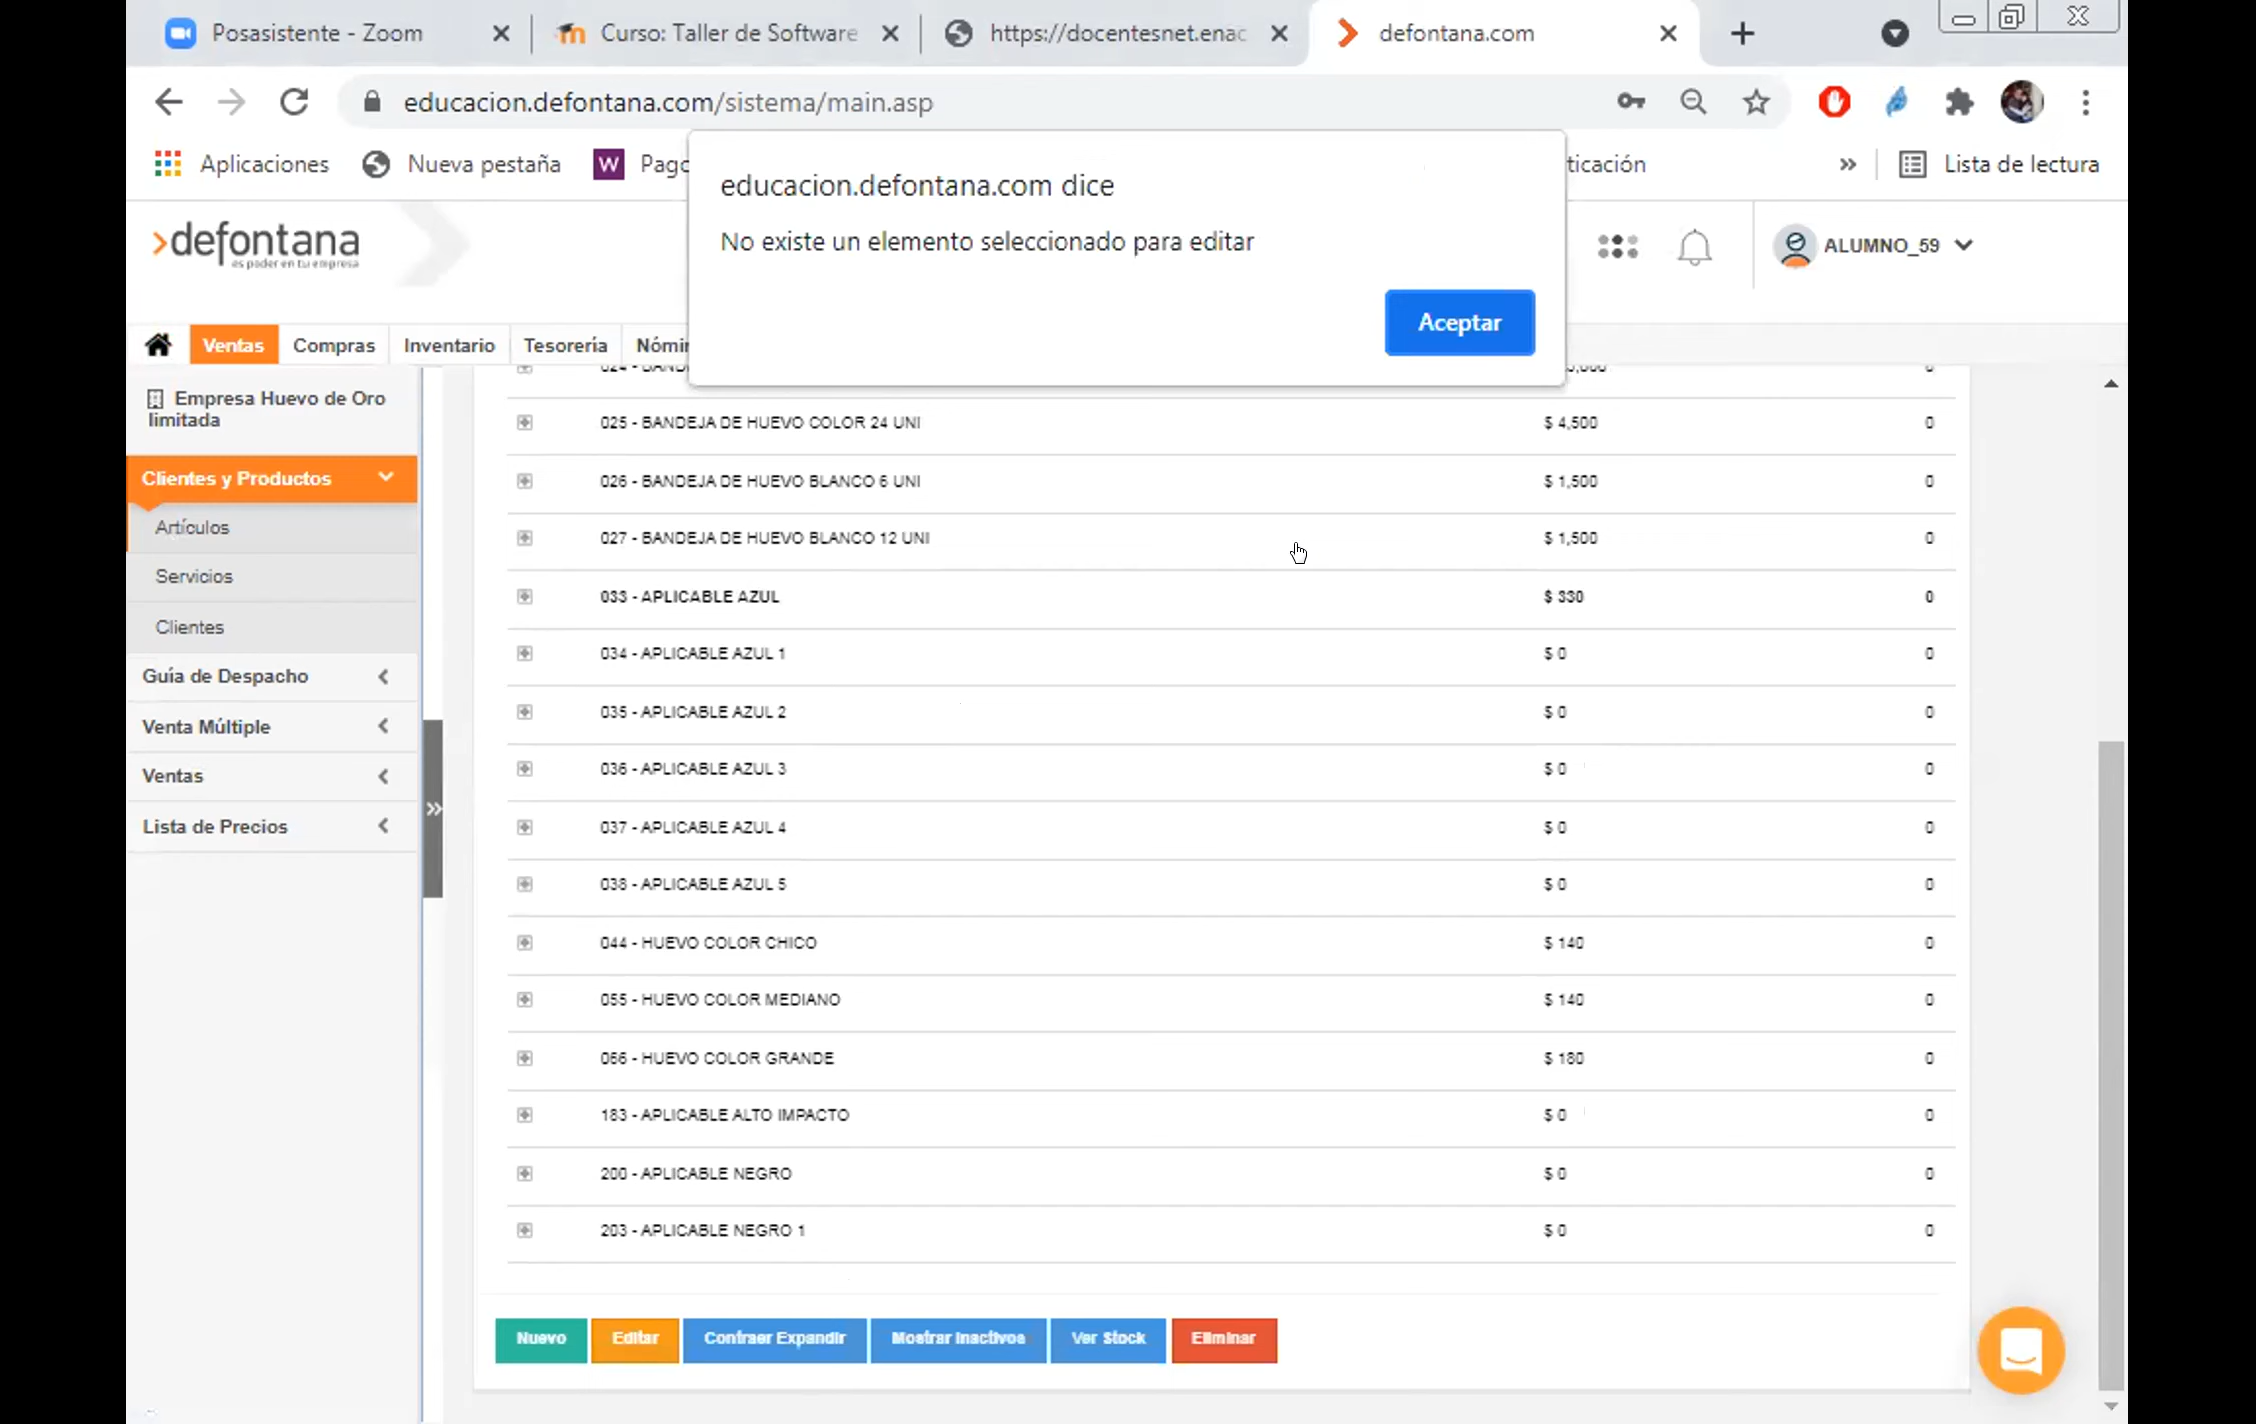 Posasistente - Zoom
Curso: Taller de Software
https://docentesnet.enac
defontana.com
educacion.defontana.com/sistema/main.asp
Aplicaciones
Nueva pestaña
W
ticación
Lista de lectura
educacion.defontana.com dice
No existe un elemento seleccionado para editar
Aceptar
defontana
es poder en tu empresa
ALUMNO_59
Ventas
Compras
Inventario
Tesorería
Empresa Huevo de Oro
limitada
Clientes y Productos
Artículos
Servicios
Clientes
Guía de Despacho
Venta Múltiple
Ventas
Lista de Precios
025 - BANDEJA DE HUEVO COLOR 24 UNI $ 4,500 0
026 - BANDEJA DE HUEVO BLANCO 6 UNI $ 1,500 0
027 - BANDEJA DE HUEVO BLANCO 12 UNI $ 1,500 0
033 - APLICABLE AZUL $ 330 0
034 - APLICABLE AZUL 1 $ 0 0
035 - APLICABLE AZUL 2 $ 0 0
036 - APLICABLE AZUL 3 $ 0 0
037 - APLICABLE AZUL 4 $ 0 0
038 - APLICABLE AZUL 5 $ 0 0
044 - HUEVO COLOR CHICO $ 140 0
055 - HUEVO COLOR MEDIANO $ 140 0
066 - HUEVO COLOR GRANDE $ 180 0
183 - APLICABLE ALTO IMPACTO $ 0 0
200 - APLICABLE NEGRO $ 0 0
203 - APLICABLE NEGRO 1 $ 0 0
Nuevo
Editar
Contraer Expandir
Mostrar Inactivos
Ver Stock
Eliminar